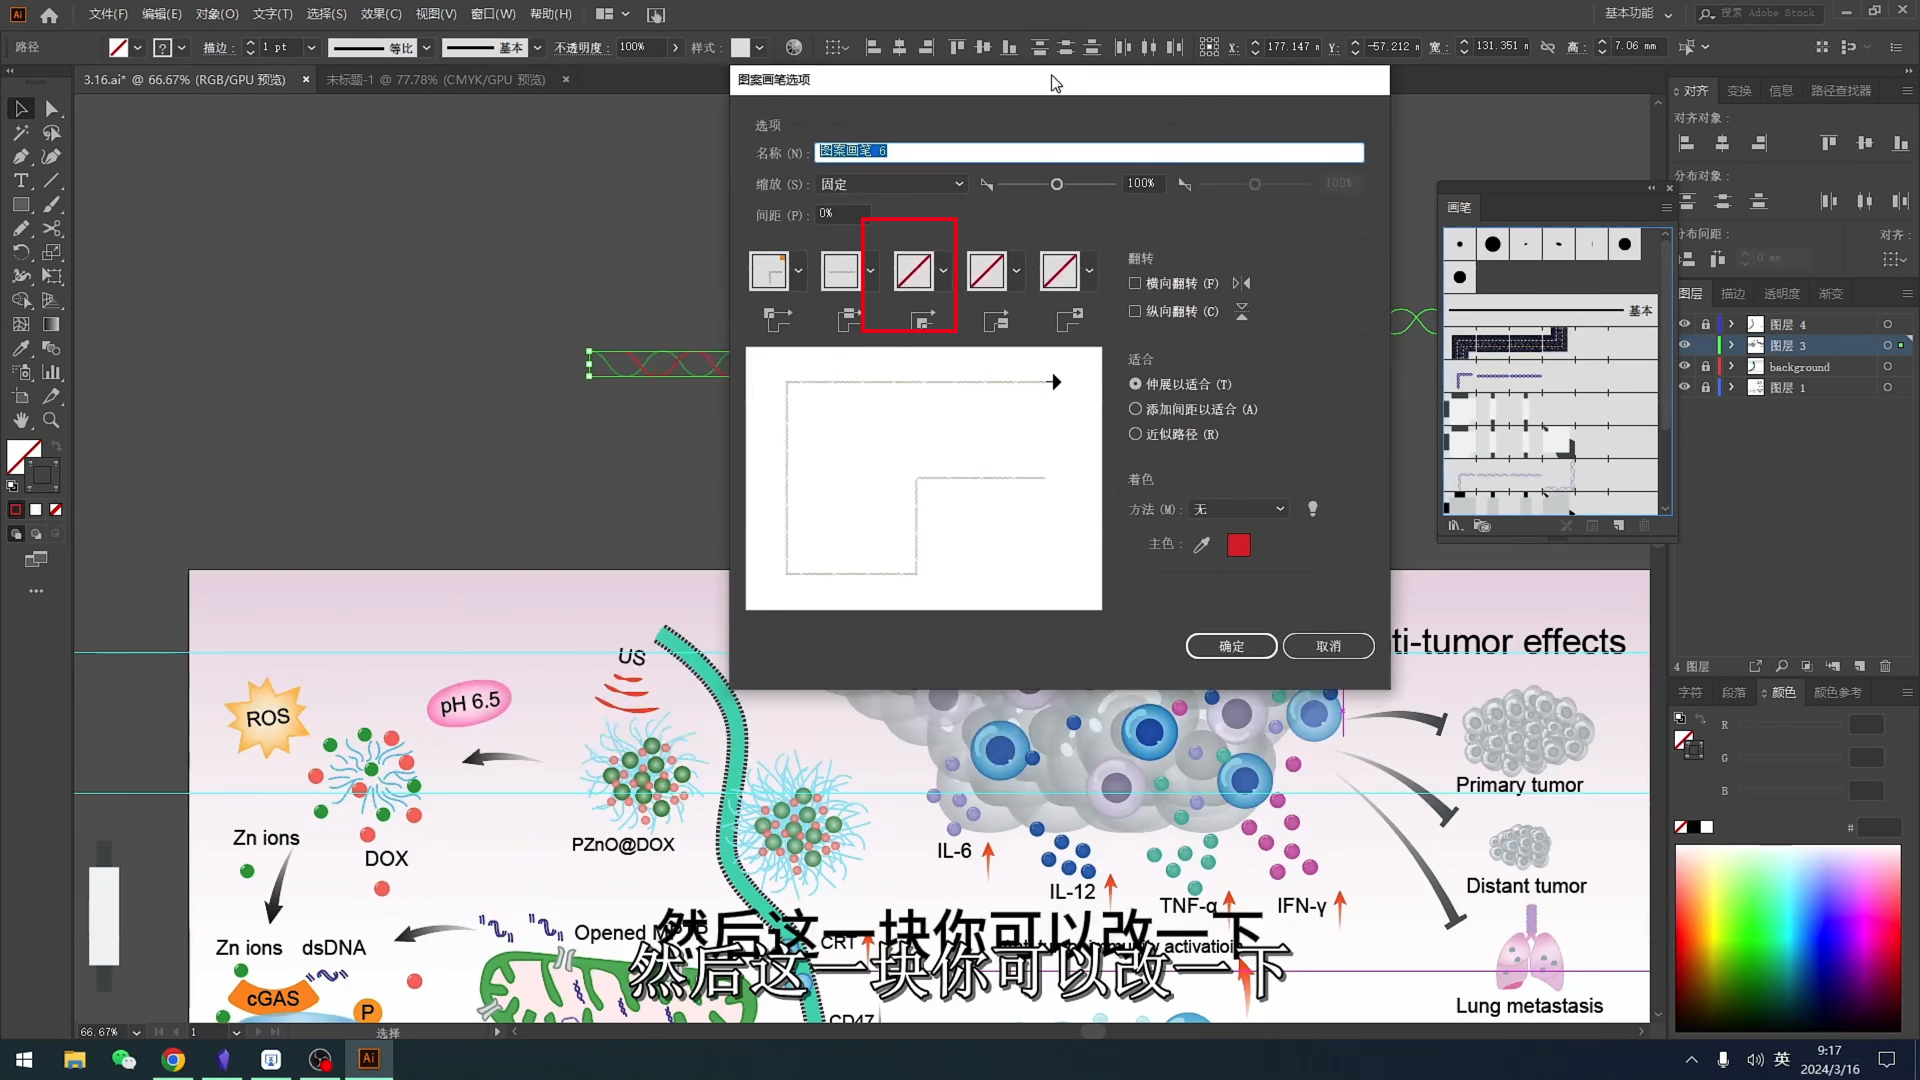 文件(F) 编辑(E) 对象(O) 文字(T) 选择(S) 效果(C) 视图(V) 窗口(W) 帮助(H)
基本功能
搜索 Adobe Stock
路径
描边:
1 pt
等比
基本
不透明度:
100%
样式:
X:
177.147
Y:
-57.212
宽:
131.351
高:
7.06 mm
3.16.ai* @ 66.67% (RGB/GPU 预览)
未标题-1 @ 77.78% (CMYK/GPU 预览)
图案画笔选项
选项
名称 (N):
图案画笔 6
缩放 (S):
固定
100%
100%
间距 (P):
0%
翻转
横向翻转 (F)
纵向翻转 (C)
适合
伸展以适合 (T)
添加间距以适合 (A)
近似路径 (R)
着色
方法 (M):
无
主色:
确定
取消
画笔
基本
对齐
变换
信息
路径查找器
对齐对象:
分布对象:
分布间距:
对齐:
0 mm
图层
描边
透明度
渐变
图层 4
图层 3
background
图层 1
4 图层
字符
段落
颜色
颜色参考
R
G
B
#
ti-tumor effects
US
ROS
pH 6.5
Zn ions
DOX
PZnO@DOX
IL-6
IL-12
TNF-α
IFN-γ
Primary tumor
Distant tumor
Lung metastasis
Zn ions
dsDNA
Opened
CRT
activation
cGAS
P
CD47
然后这一块你可以改一下
然后这一块你可以改一下
66.67%
1
选择
英
9:17
2024/3/16